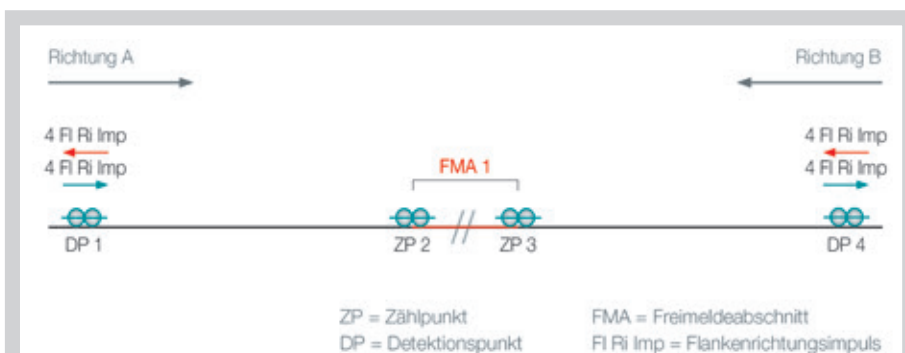 Richtung A
Richtung B
4 Fl Ri Imp
4 Fl Ri Imp
FMA 1
4 Fl Ri Imp
4 Fl Ri Imp
DP 1
ZP 2
ZP 3
DP 4
ZP = Zählpunkt
FMA = Freimeldeabschnitt
DP = Detektionspunkt
Fl Ri Imp = Flankenrichtungsimpuls